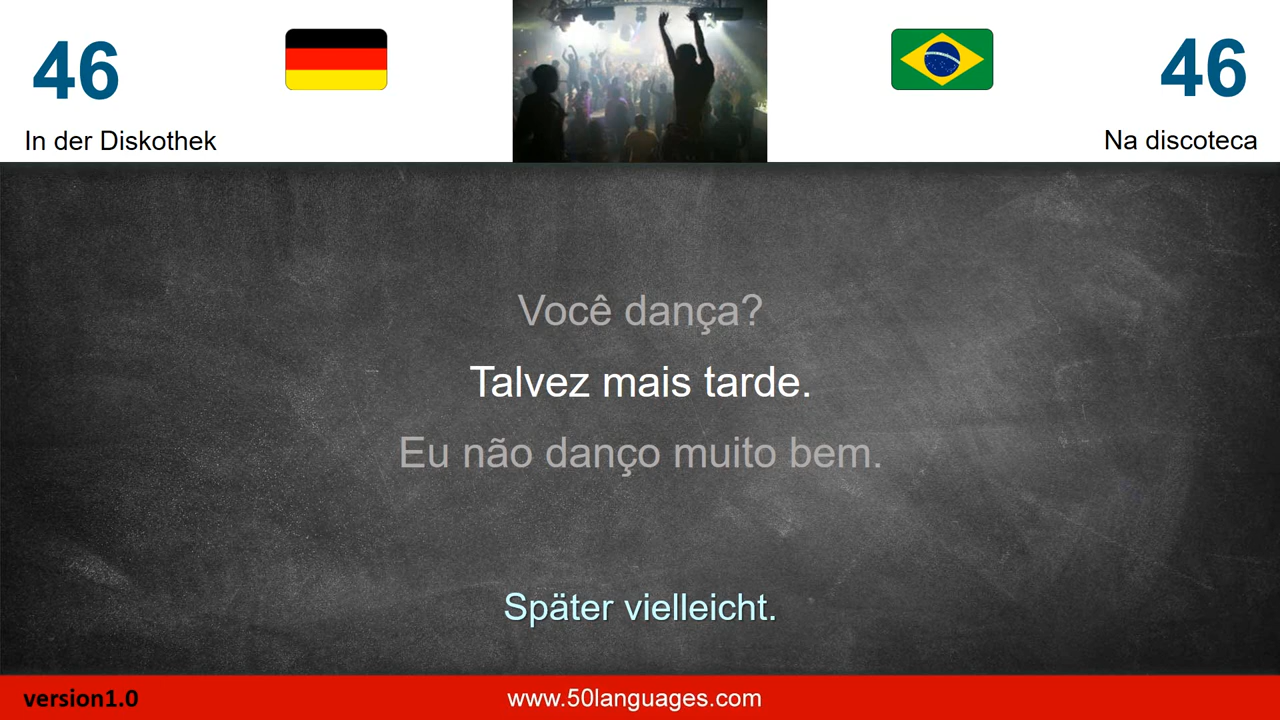 46
In der Diskothek
46
Na discoteca
Você dança?
Talvez mais tarde.
Eu não danço muito bem.
Später vielleicht.
version1.0
www.50languages.com